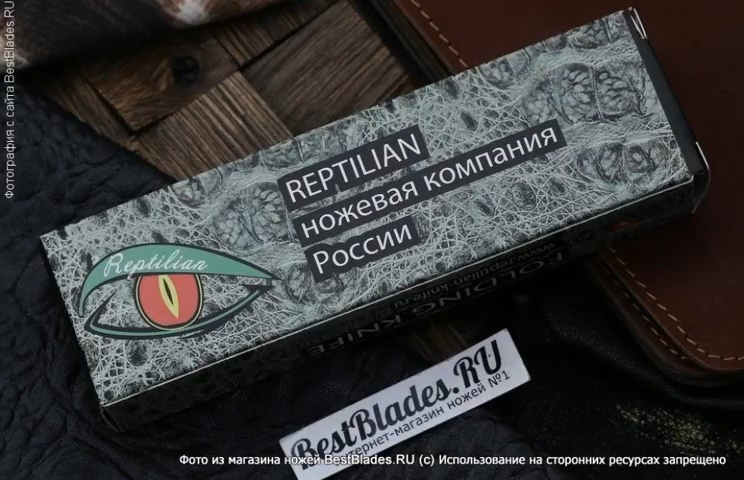 Фотография с сайта BestBlades.RU
REPTILIAN
ножевая компания
России
Reptilian
www.reptilian-knife.ru
FOLDING KNIFE
BestBlades.RU
интернет-магазин ножей №1
Фото из магазина ножей BestBlades.RU (c) Использование на сторонних ресурсах запрещено